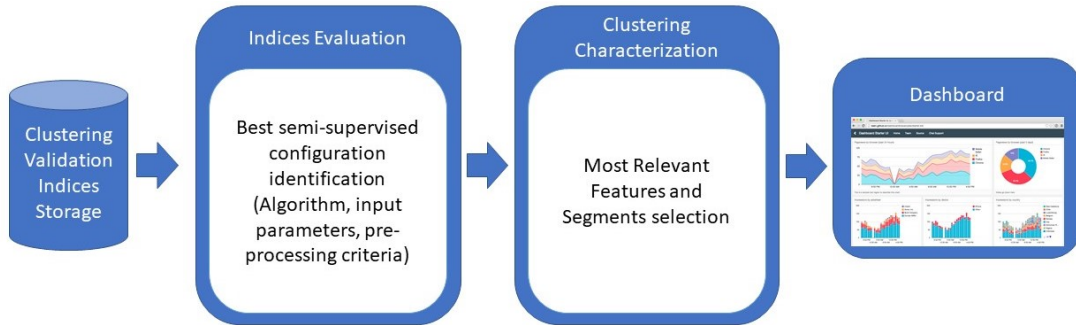 Clustering
Validation
Indices
Storage
Indices Evaluation
Best semi-supervised
configuration
identification
(Algorithm, input
parameters, pre-
processing criteria)
Clustering
Characterization
Most Relevant
Features and
Segments selection
Dashboard